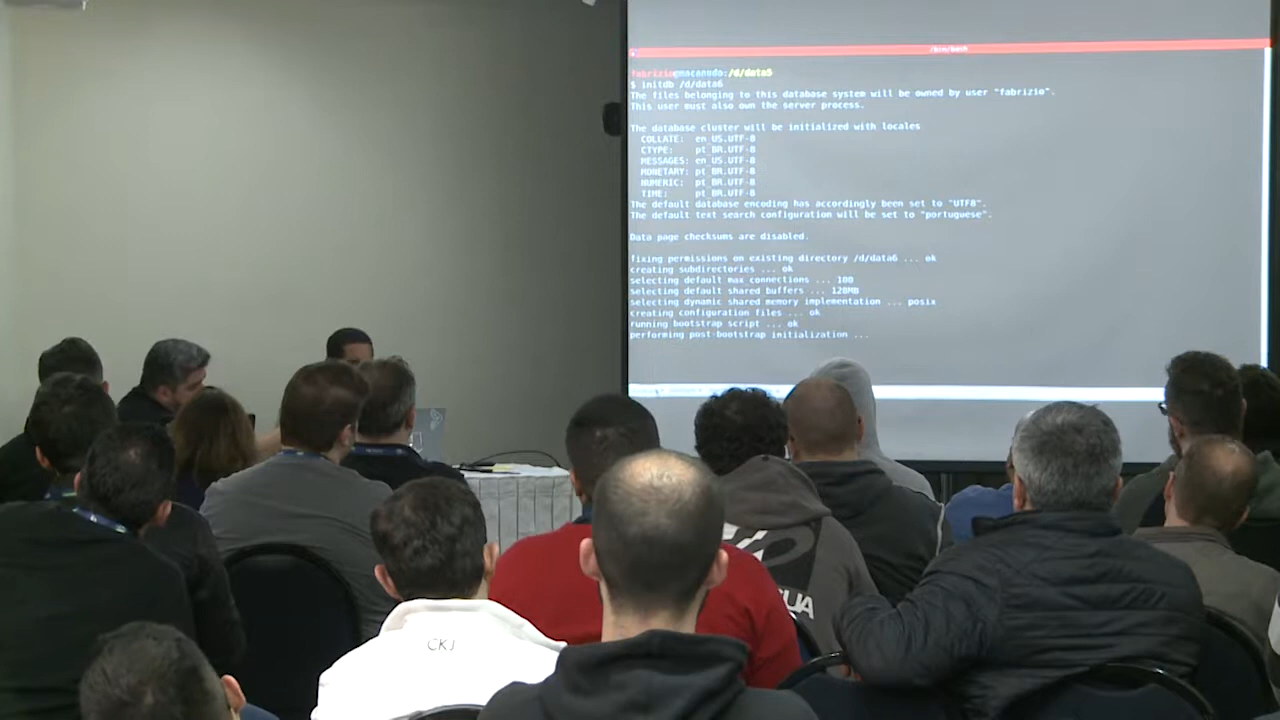 /bin/bash
fabrizio@macanudo:/d/data5
$ initdb /d/data6
The files belonging to this database system will be owned by user "fabrizio".
This user must also own the server process.
The database cluster will be initialized with locales
COLLATE: en_US.UTF-8
CTYPE: pt_BR.UTF-8
MESSAGES: en_US.UTF-8
MONETARY: pt_BR.UTF-8
NUMERIC: pt_BR.UTF-8
TIME: pt_BR.UTF-8
The default database encoding has accordingly been set to "UTF8".
The default text search configuration will be set to "portuguese".
Data page checksums are disabled.
fixing permissions on existing directory /d/data6 ... ok
creating subdirectories ... ok
selecting default max_connections ... 100
selecting default shared_buffers ... 128MB
selecting dynamic shared memory implementation ... posix
creating configuration files ... ok
running bootstrap script ... ok
performing post-bootstrap initialization ...
CKJ